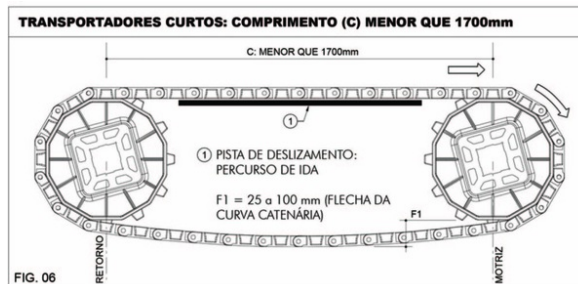 TRANSPORTADORES CURTOS: COMPRIMENTO (C) MENOR QUE 1700mm
C: MENOR QUE 1700mm
1
1 PISTA DE DESLIZAMENTO:
PERCURSO DE IDA
F1 = 25 a 100 mm (FLECHA DA
CURVA CATENÁRIA)
F1
RETORNO
MOTRIZ
FIG. 06